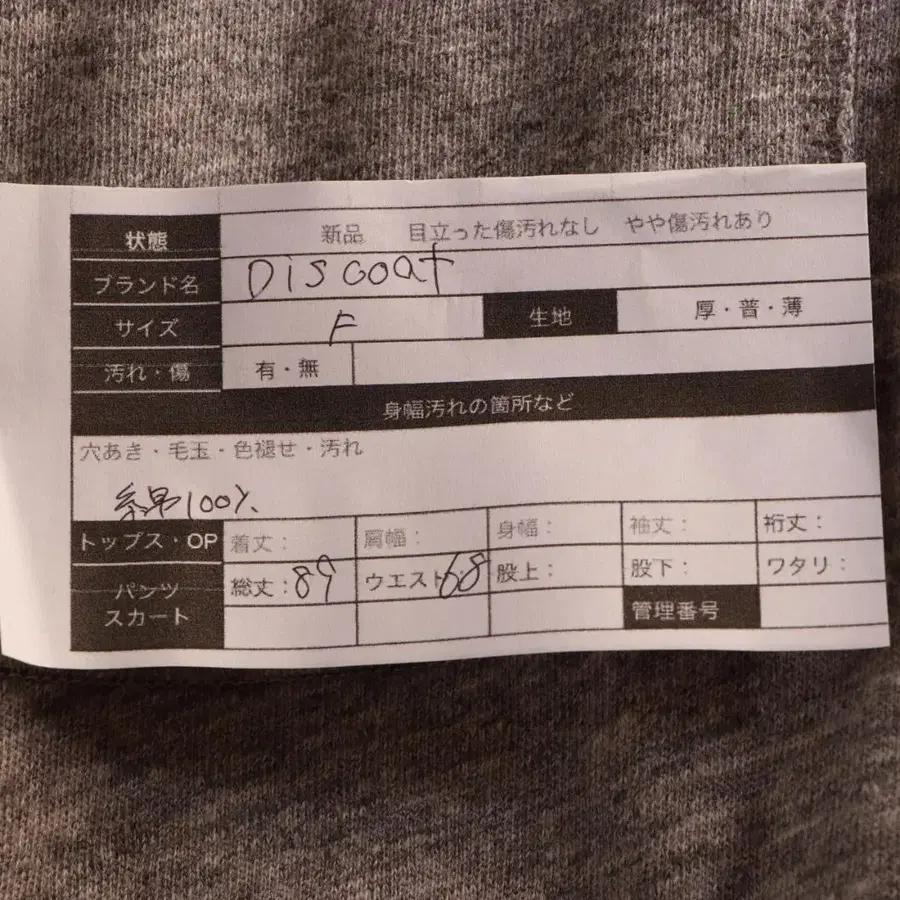 状態 新品 目立った傷汚れなし やや傷汚れあり
ブランド名 Discoat
サイズ F 生地 厚・普・薄
汚れ・傷 有・無
身幅汚れの箇所など
穴あき・毛玉・色褪せ・汚れ
綿100%
トップス・OP 着丈: 肩幅: 身幅: 袖丈: 裄丈:
パンツ 総丈:89 ウエスト68 股上: 股下: ワタリ:
スカート 管理番号